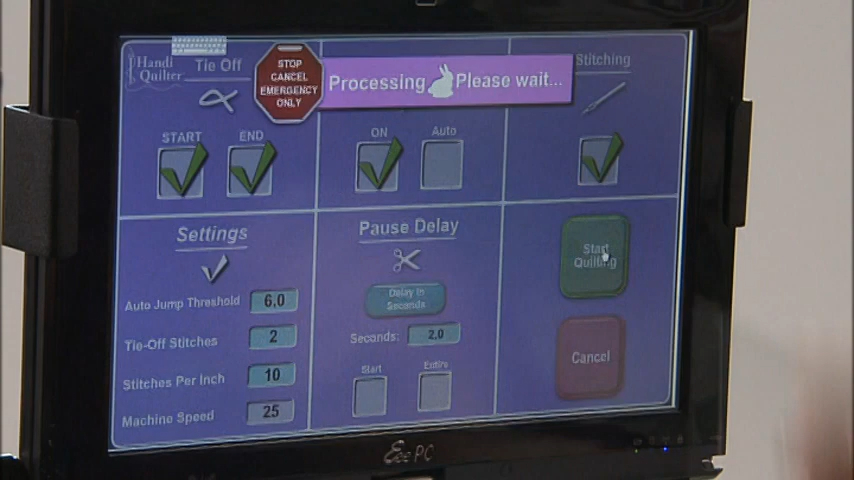 Handi
Quilter
Tie Off
STOP
CANCEL
EMERGENCY
ONLY
Processing Please wait...
Stitching
START
END
ON
Auto
Settings
Auto Jump Threshold 6.0
Tie-Off Stitches 2
Stitches Per Inch 10
Machine Speed 25
Pause Delay
Delay in
Seconds
Seconds: 2.0
Start
Entire
Start
Quilting
Cancel
Eee PC